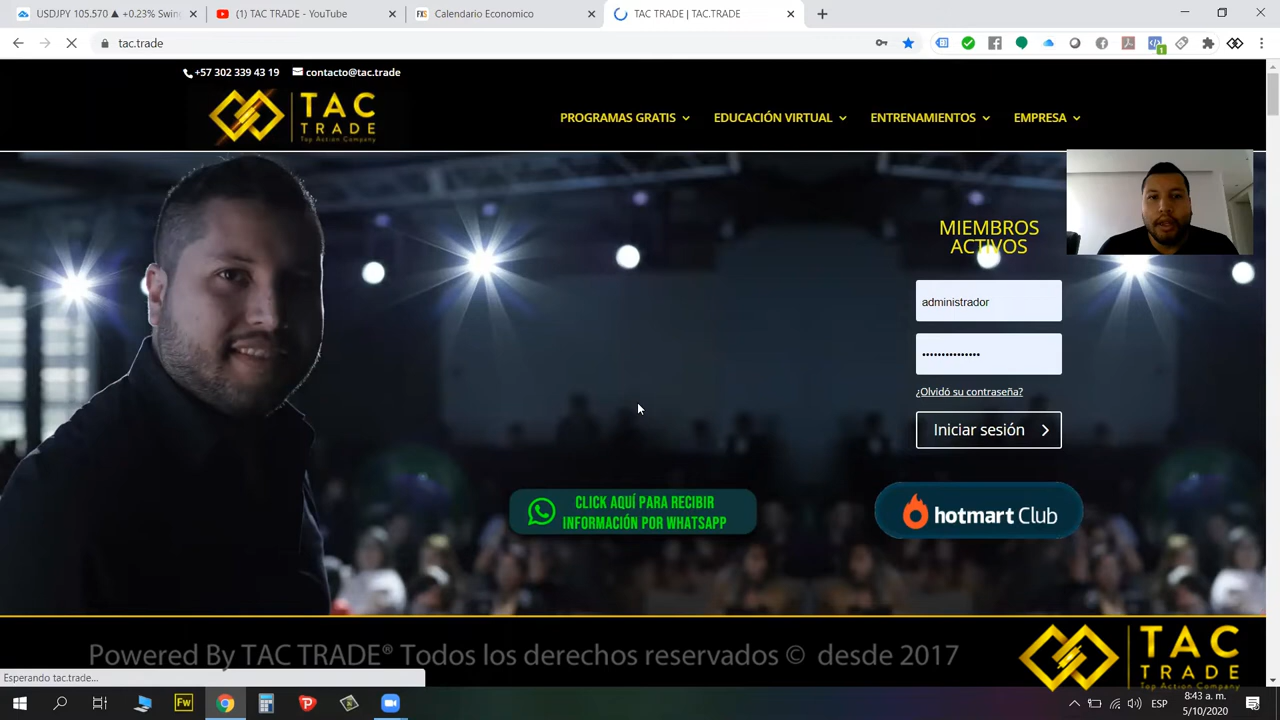 USDJPY 105.570 ▲ +0.23% Swin
(1) TAC TRADE - YouTube
FXS
Calendario Economico
TAC TRADE | TAC.TRADE
tac.trade
1
+57 302 339 43 19
contacto@tac.trade
TAC
TRADE
Top Action Company
PROGRAMAS GRATIS
EDUCACIÓN VIRTUAL
ENTRENAMIENTOS
EMPRESA
MIEMBROS
ACTIVOS
administrador
•••••••••••••••
¿Olvidó su contraseña?
Iniciar sesión
CLICK AQUÍ PARA RECIBIR
INFORMACIÓN POR WHATSAPP
hotmart Club
Powered By TAC TRADE® Todos los derechos reservados © desde 2017
TAC
TRADE
Top Action Company
Esperando tac.trade...
Fw
ESP
8:43 a. m.
5/10/2020